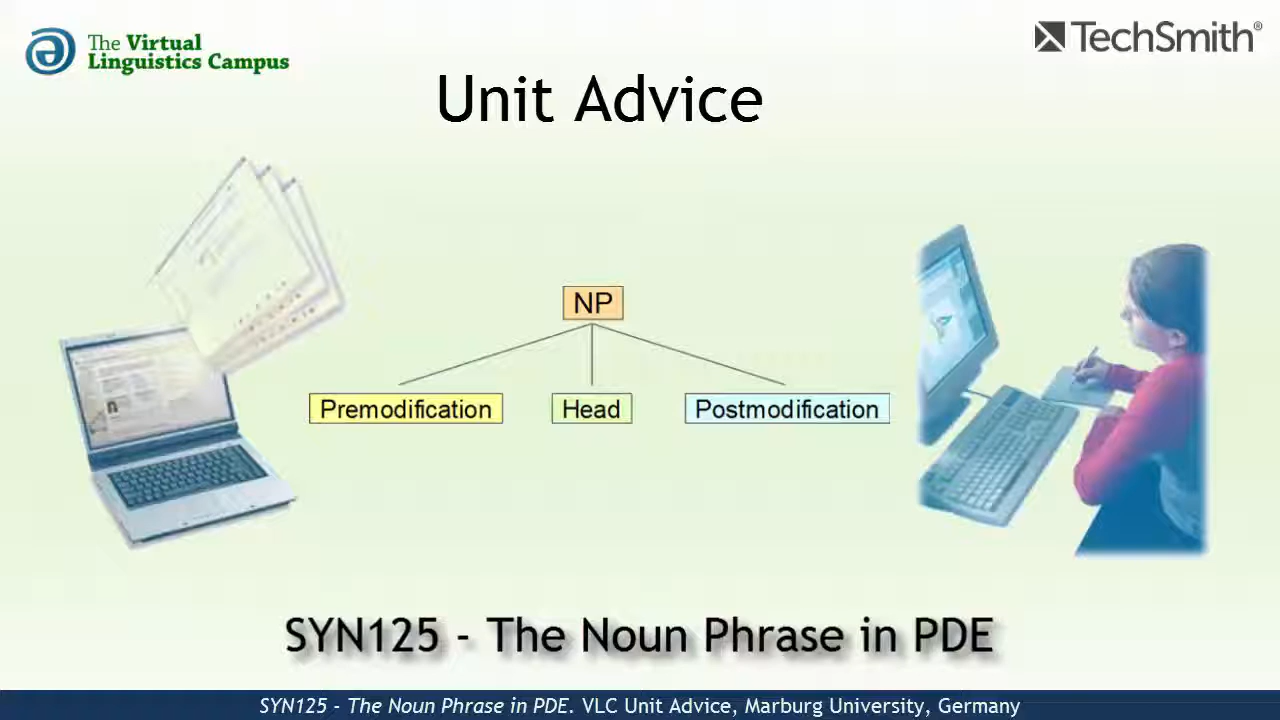 The Virtual
Linguistics Campus
TechSmith®
Unit Advice
NP
Premodification Head Postmodification
SYN125 - The Noun Phrase in PDE
SYN125 - The Noun Phrase in PDE. VLC Unit Advice, Marburg University, Germany